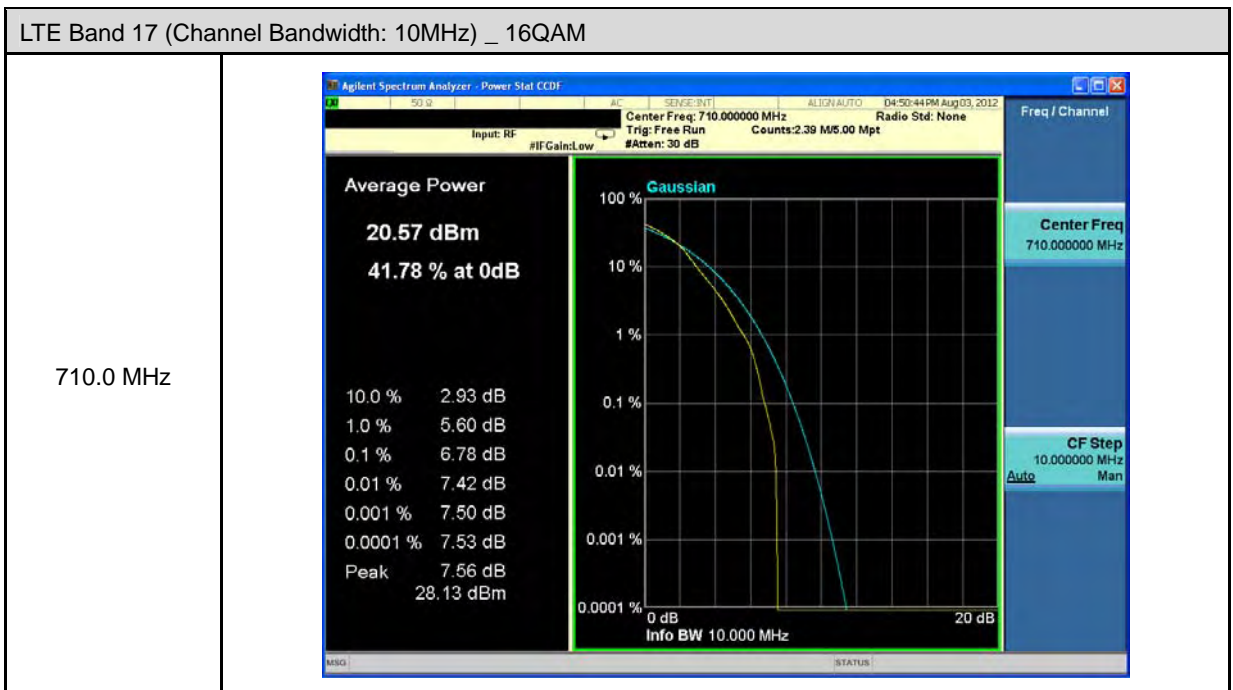 LTE Band 17 (Channel Bandwidth: 10MHz) _ 16QAM
710.0 MHz
Agilent Spectrum Analyzer - Power Stat CCDF
50 Ω AC SENSE:INT ALIGN AUTO 04:50:44 PM Aug 03, 2012
Center Freq: 710.000000 MHz Radio Std: None
Input: RF Trig: Free Run Counts:2.39 M/5.00 Mpt
#IFGain:Low #Atten: 30 dB
Average Power
20.57 dBm
41.78 % at 0dB
10.0 % 2.93 dB
1.0 % 5.60 dB
0.1 % 6.78 dB
0.01 % 7.42 dB
0.001 % 7.50 dB
0.0001 % 7.53 dB
Peak 7.56 dB
28.13 dBm
Gaussian
100 %
10 %
1 %
0.1 %
0.01 %
0.001 %
0.0001 %
0 dB 20 dB
Info BW 10.000 MHz
Freq / Channel
Center Freq
710.000000 MHz
CF Step
10.000000 MHz
Auto Man
MSG STATUS